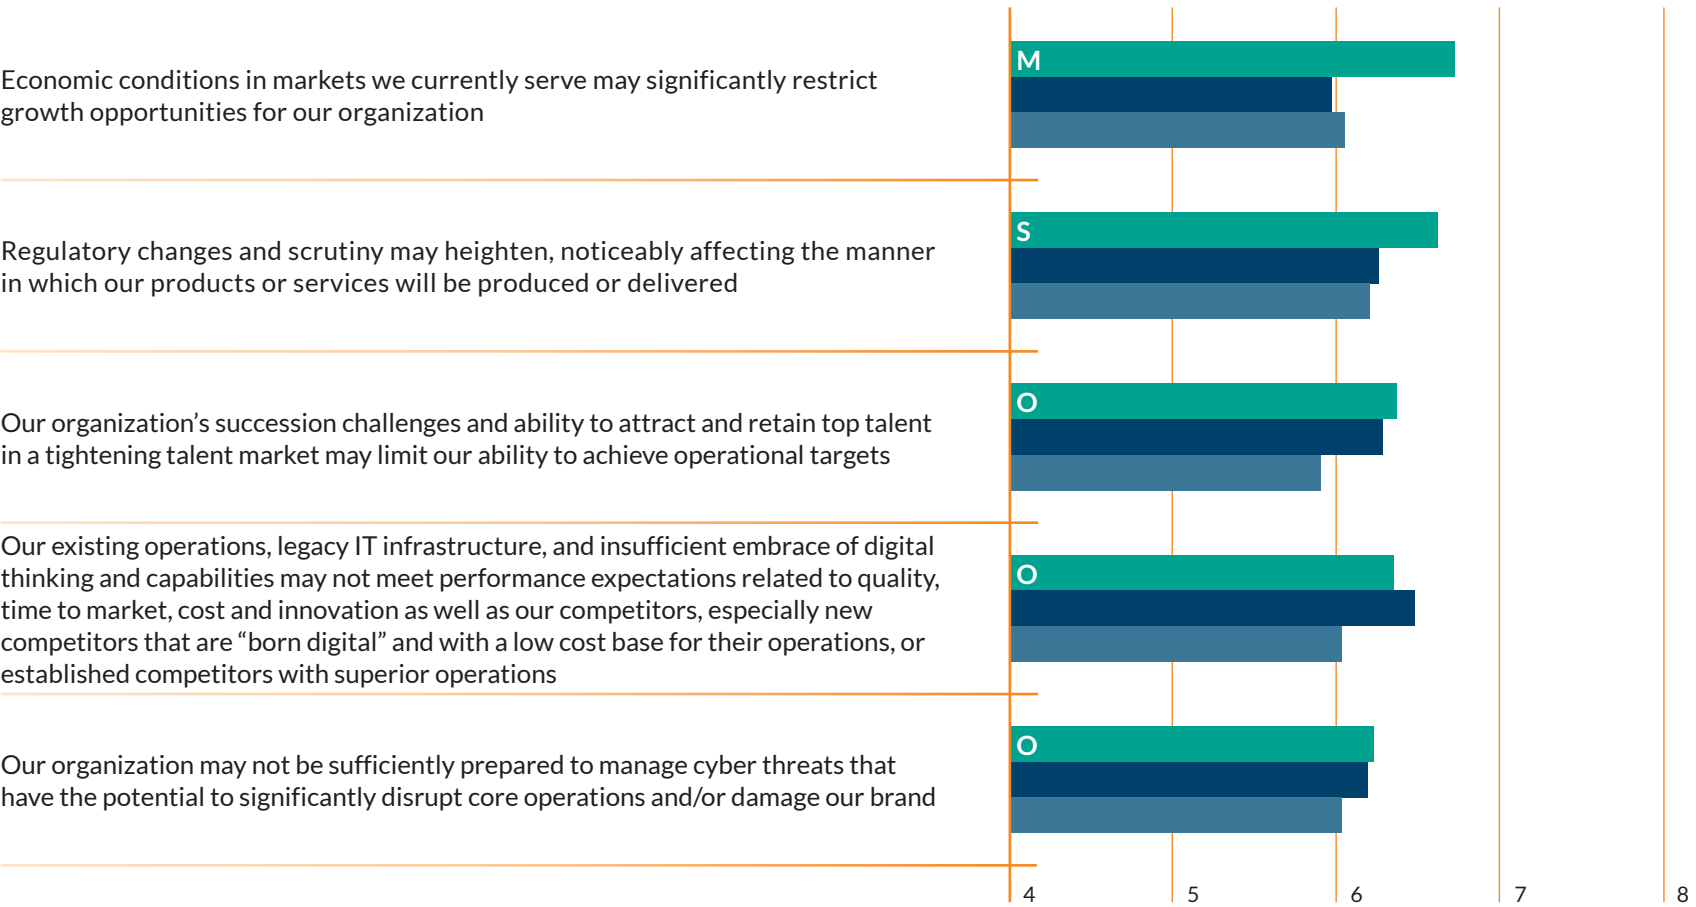 Economic conditions in markets we currently serve may significantly restrict
growth opportunities for our organization
M
Regulatory changes and scrutiny may heighten, noticeably affecting the manner
in which our products or services will be produced or delivered
S
Our organization’s succession challenges and ability to attract and retain top talent
in a tightening talent market may limit our ability to achieve operational targets
O
Our existing operations, legacy IT infrastructure, and insufficient embrace of digital
thinking and capabilities may not meet performance expectations related to quality,
time to market, cost and innovation as well as our competitors, especially new
competitors that are “born digital” and with a low cost base for their operations, or
established competitors with superior operations
O
Our organization may not be sufficiently prepared to manage cyber threats that
have the potential to significantly disrupt core operations and/or damage our brand
O
4 5 6 7 8